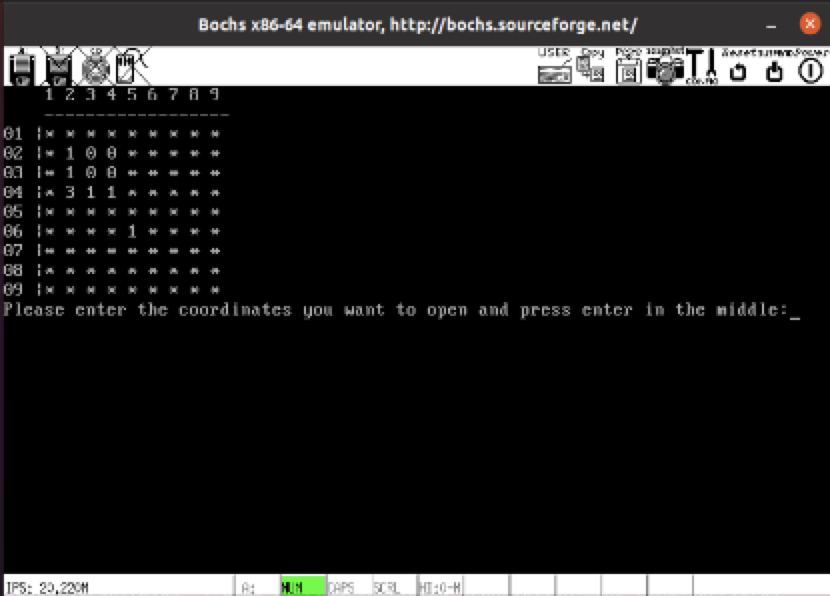 Bochs x86-64 emulator, http://bochs.sourceforge.net/
USER Copy Poste snapshot Reset suspend Power
CONFIG
1 2 3 4 5 6 7 8 9
------------------
01 |* * * * * * * * *
02 |* 1 0 0 * * * * *
03 |* 1 0 0 * * * * *
04 |* 3 1 1 * * * * *
05 |* * * * * * * * *
06 |* * * * 1 * * * *
07 |* * * * * * * * *
08 |* * * * * * * * *
09 |* * * * * * * * *
Please enter the coordinates you want to open and press enter in the middle:_
IPS: 20,220M A: NUM CAPS SCRL HD:0-M